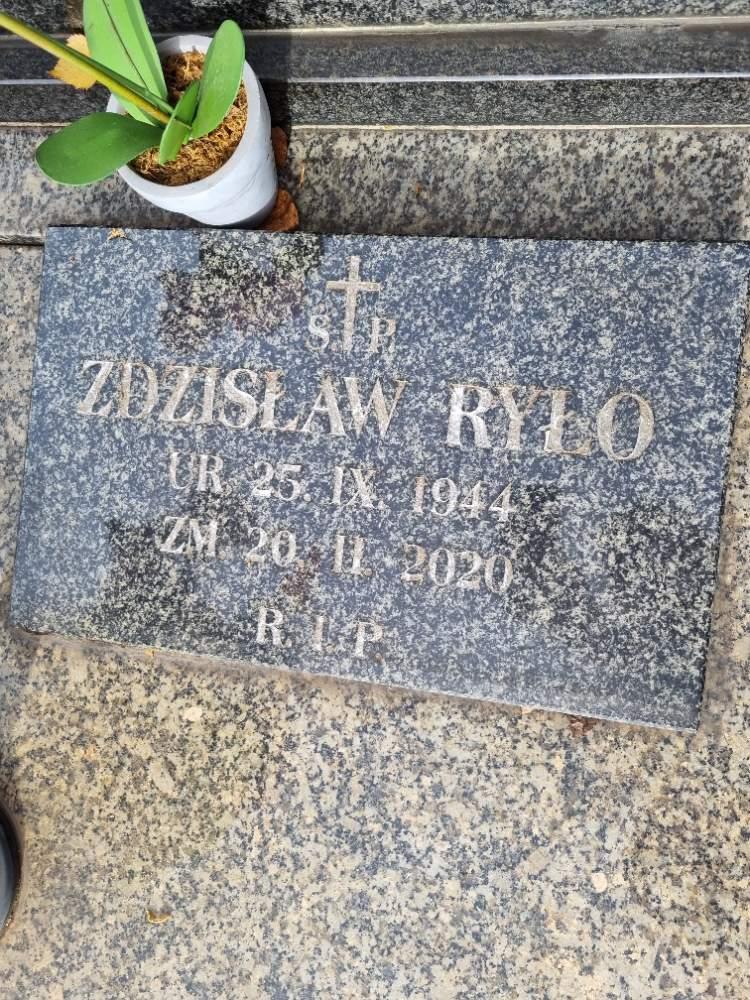 Ś. P.
ZDZISŁAW RYŁO
UR. 25. IX. 1944
ZM. 20. II. 2020
R. I. P.